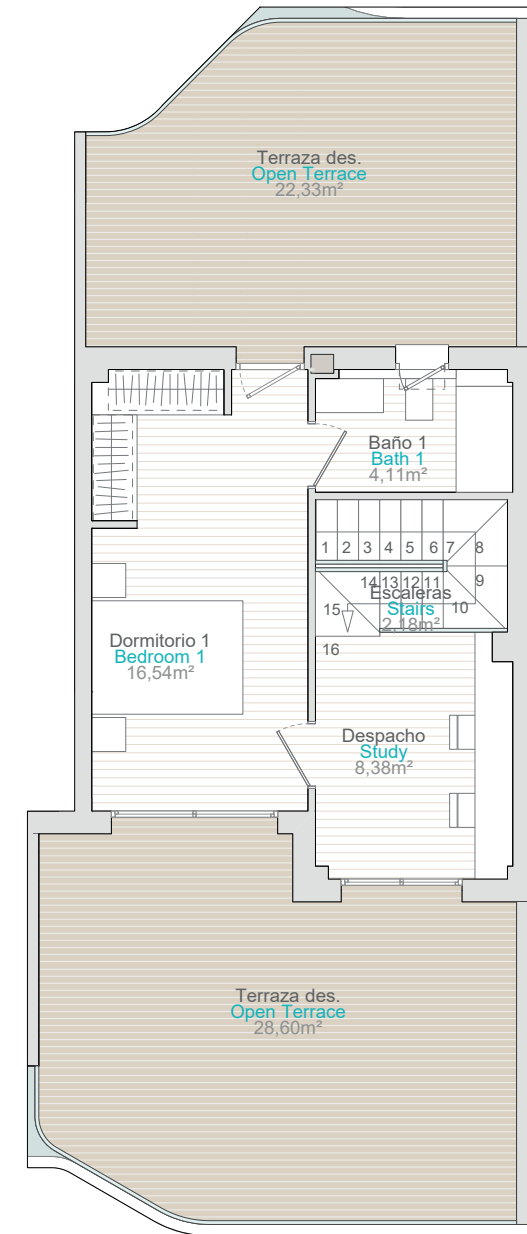 Terraza des.
Open Terrace
22,33m²
Baño 1
Bath 1
4,11m²
1 2 3 4 5 6 7 8
9
14 13 12 11
Escaleras
15 Stairs 10
2,18m²
16
Dormitorio 1
Bedroom 1
16,54m²
Despacho
Study
8,38m²
Terraza des.
Open Terrace
28,60m²